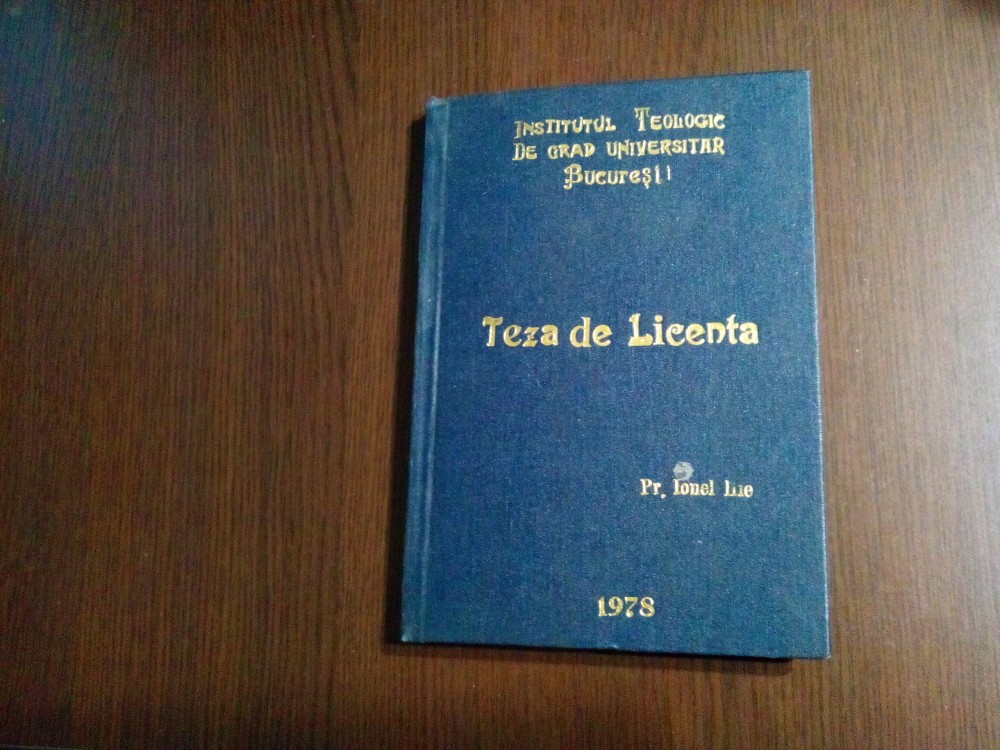 INSTITUTUL TEOLOGIC
DE GRAD UNIVERSITAR
BUCUREȘTI
Teza de Licenta
Pr. Ionel Ilie
1978